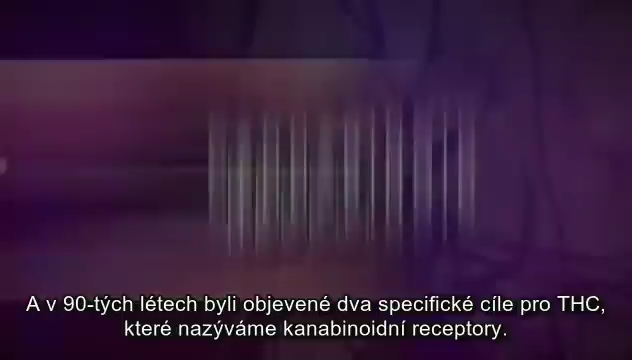 A v 90-tých létech byli objevené dva specifické cíle pro THC,
které nazýváme kanabinoidní receptory.